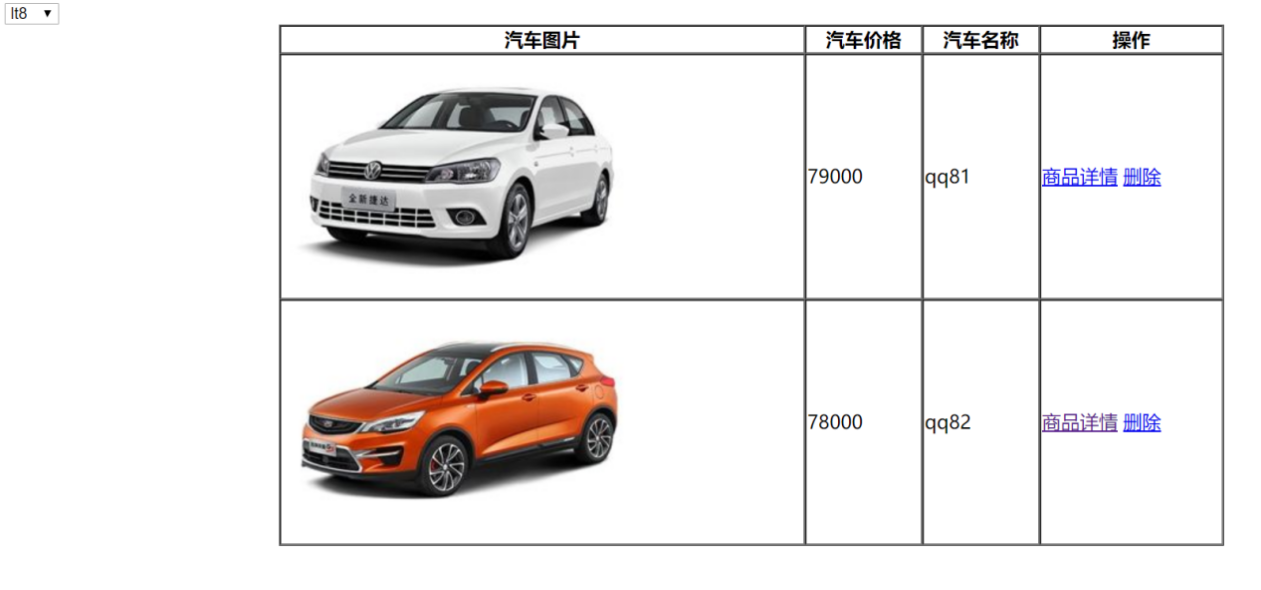 lt8
汽车图片 汽车价格 汽车名称 操作
全新捷达
79000 qq81 商品详情 删除
78000 qq82 商品详情 删除